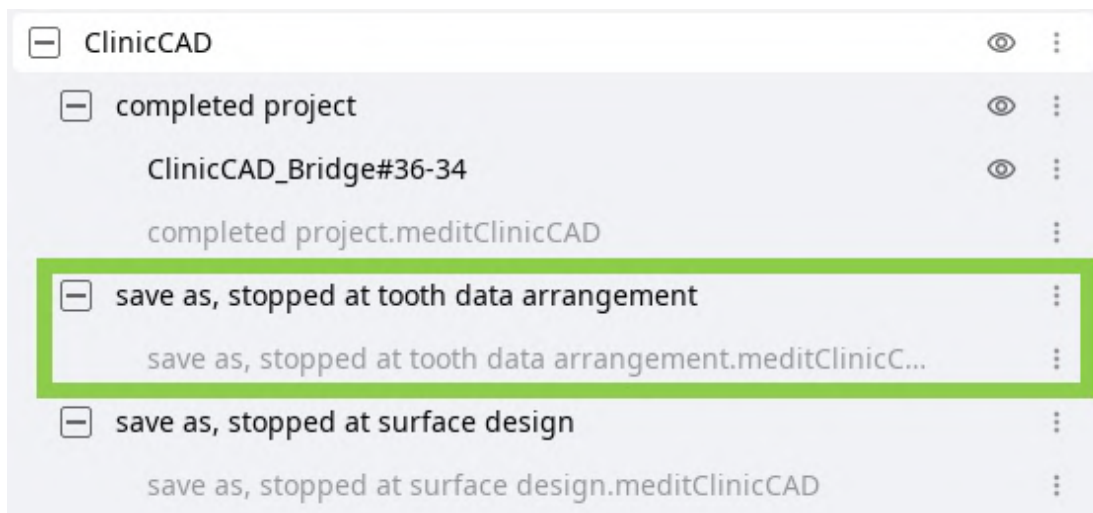 ClinicCAD
completed project
ClinicCAD_Bridge#36-34
completed project.meditClinicCAD
save as, stopped at tooth data arrangement
save as, stopped at tooth data arrangement.meditClinicC...
save as, stopped at surface design
save as, stopped at surface design.meditClinicCAD